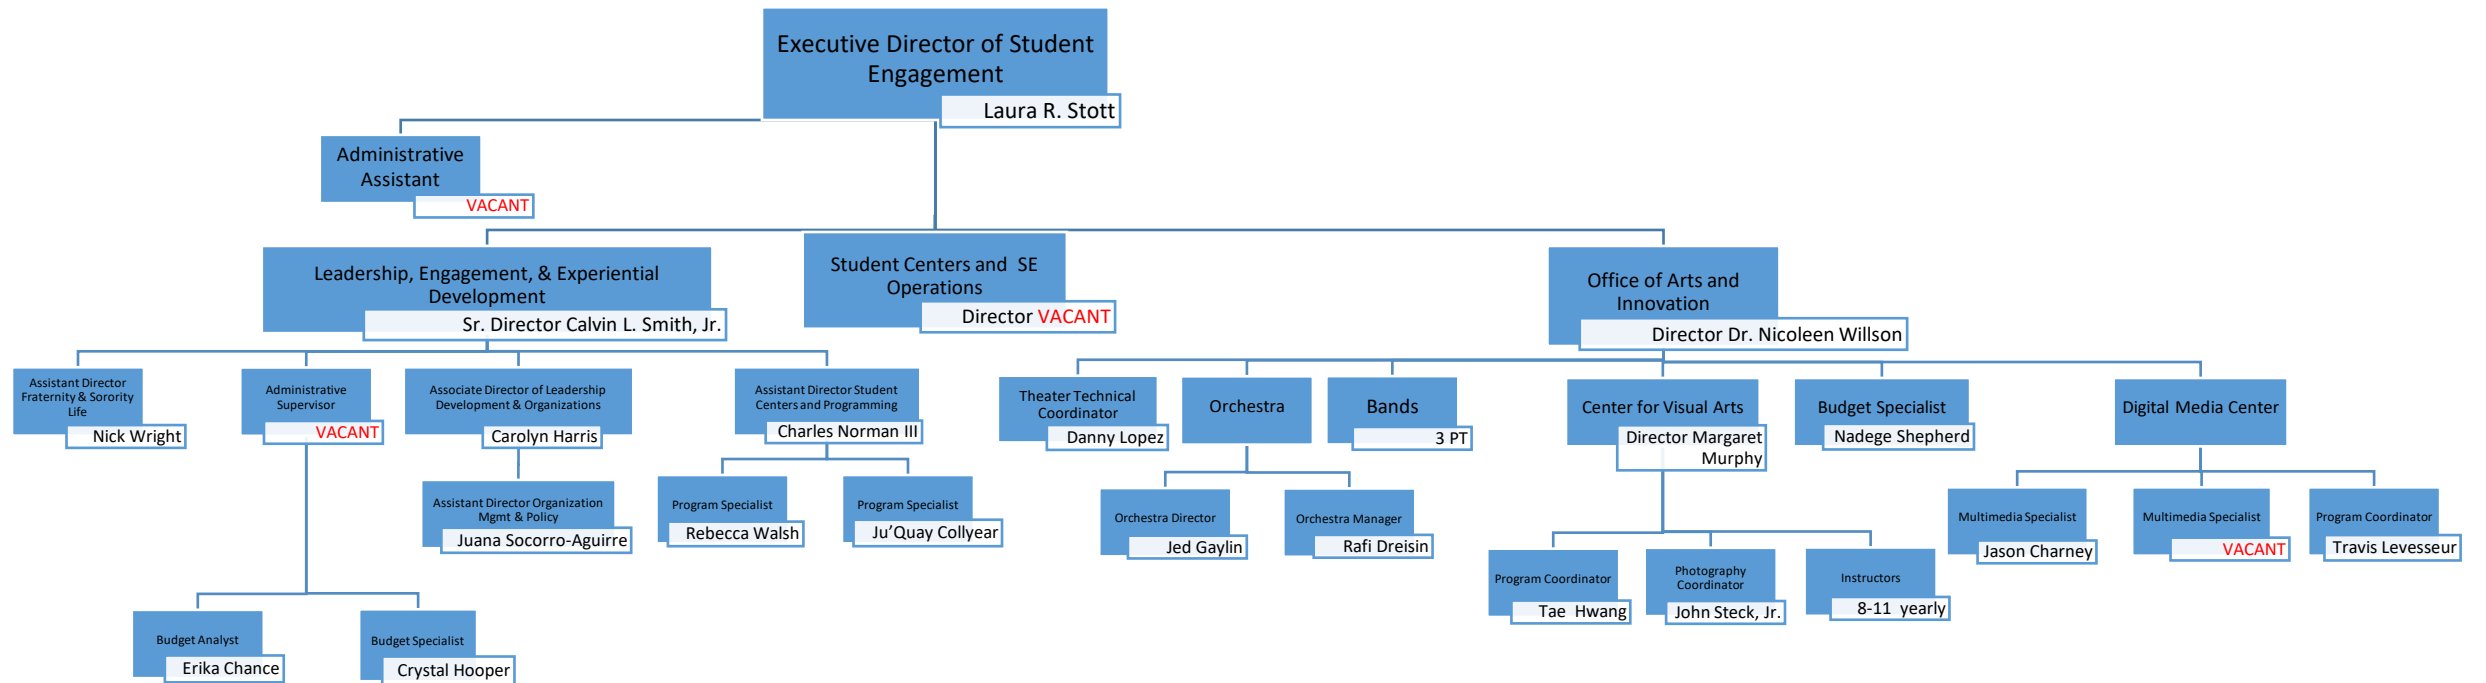 Executive Director of Student
Engagement
Laura R. Stott
Administrative
Assistant
VACANT
Leadership, Engagement, & Experiential
Development
Sr. Director Calvin L. Smith, Jr.
Student Centers and SE
Operations
Director VACANT
Office of Arts and
Innovation
Director Dr. Nicoleen Willson
Assistant Director
Fraternity & Sorority
Life
Nick Wright
Administrative
Supervisor
VACANT
Associate Director of Leadership
Development & Organizations
Carolyn Harris
Assistant Director Student
Centers and Programming
Charles Norman III
Theater Technical
Coordinator
Danny Lopez
Orchestra
Bands
3 PT
Center for Visual Arts
Director Margaret
Murphy
Budget Specialist
Nadege Shepherd
Digital Media Center
Assistant Director Organization
Mgmt & Policy
Juana Socorro-Aguirre
Program Specialist
Rebecca Walsh
Program Specialist
Ju’Quay Collyear
Orchestra Director
Jed Gaylin
Orchestra Manager
Rafi Dreisin
Multimedia Specialist
Jason Charney
Multimedia Specialist
VACANT
Program Coordinator
Travis Levesseur
Program Coordinator
Tae Hwang
Photography
Coordinator
John Steck, Jr.
Instructors
8-11 yearly
Budget Analyst
Erika Chance
Budget Specialist
Crystal Hooper